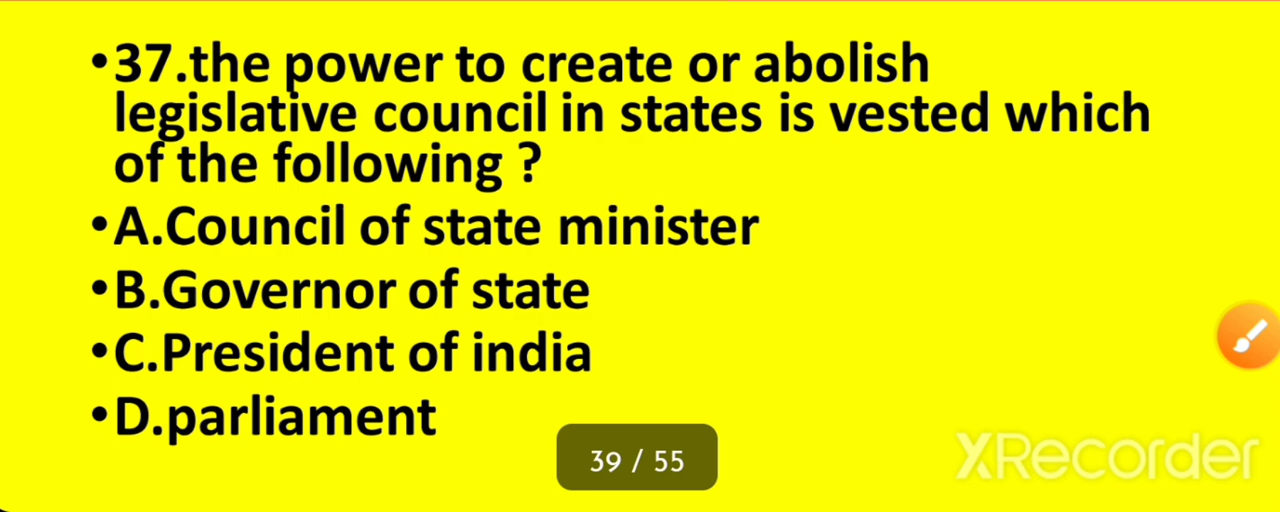 •37.the power to create or abolish
legislative council in states is vested which
of the following ?
•A.Council of state minister
•B.Governor of state
•C.President of india
•D.parliament
39 / 55
XRecorder